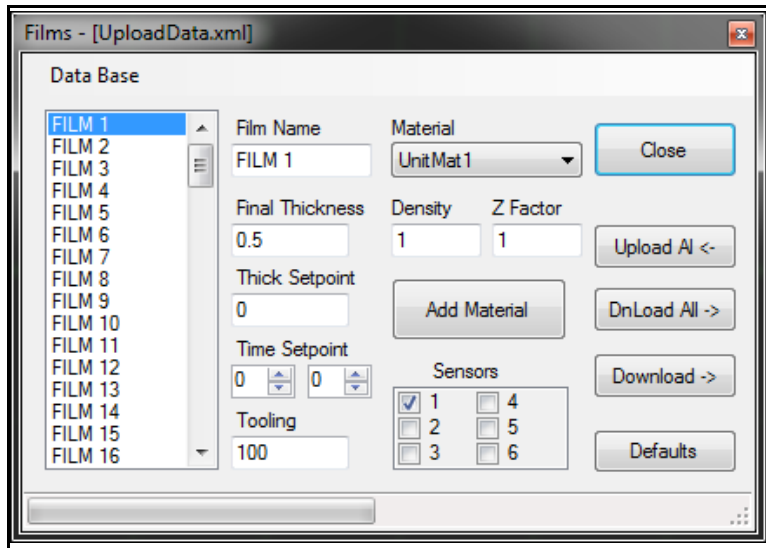 Films - [UploadData.xml]
Data Base
FILM 1
FILM 2
FILM 3
FILM 4
FILM 5
FILM 6
FILM 7
FILM 8
FILM 9
FILM 10
FILM 11
FILM 12
FILM 13
FILM 14
FILM 15
FILM 16
Film Name
FILM 1
Final Thickness
0.5
Thick Setpoint
0
Time Setpoint
0 0
Tooling
100
Material
UnitMat1
Density Z Factor
1 1
Add Material
Sensors
1 4
2 5
3 6
Close
Upload Al <-
DnLoad All ->
Download ->
Defaults